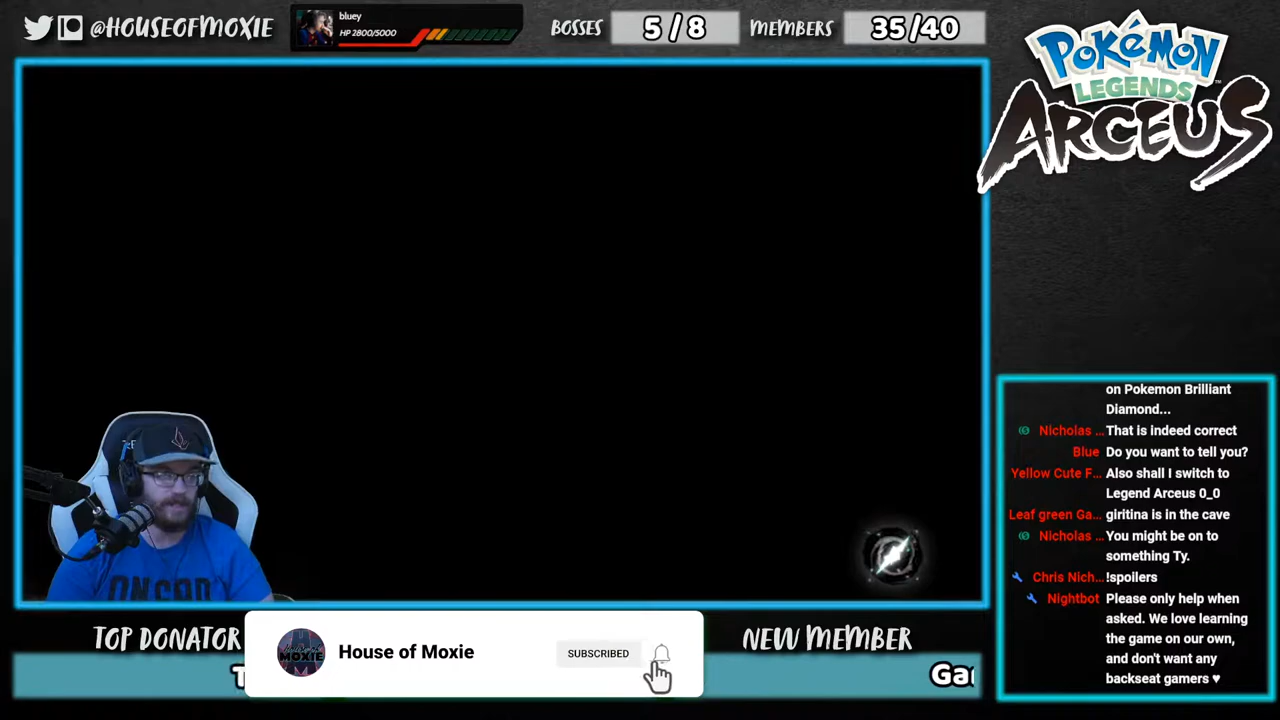 @HOUSEOFMOXIE
bluey
HP 2800/5000
BOSSES
5 / 8
MEMBERS
35/40
POKéMON
LEGENDS
ARCEUS
on Pokemon Brilliant
Diamond...
Nicholas ... That is indeed correct
Blue Do you want to tell you?
Yellow Cute F... Also shall I switch to
Legend Arceus 0_0
Leaf green Ga... giritina is in the cave
Nicholas ... You might be on to
something Ty.
Chris Nich... !spoilers
Nightbot Please only help when
asked. We love learning
the game on our own,
and don't want any
backseat gamers ♥
TOP DONATOR
NEW MEMBER
House of Moxie
SUBSCRIBED
MOXIE